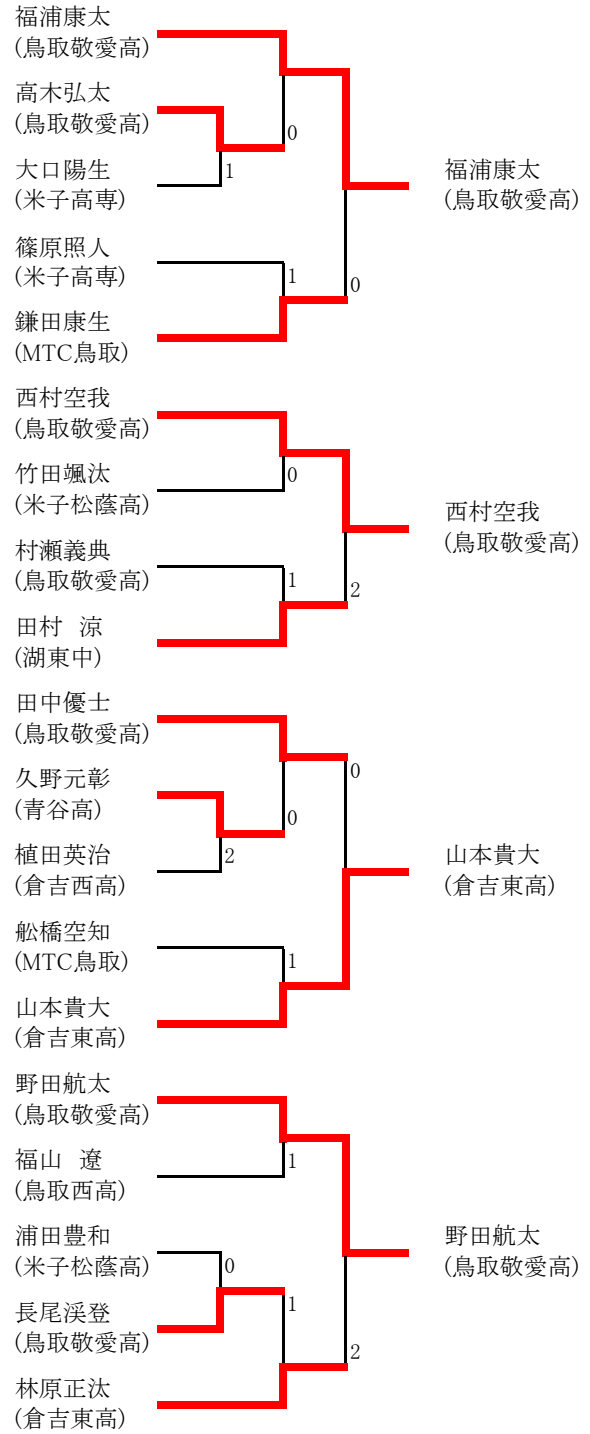 福浦康太
(鳥取敬愛高)
高木弘太
(鳥取敬愛高)
0
大口陽生
(米子高専)
1
福浦康太
(鳥取敬愛高)
篠原照人
(米子高専)
1
0
鎌田康生
(MTC鳥取)
西村空我
(鳥取敬愛高)
竹田颯汰
(米子松蔭高)
0
西村空我
(鳥取敬愛高)
村瀬義典
(鳥取敬愛高)
1
2
田村 涼
(湖東中)
田中優士
(鳥取敬愛高)
0
久野元彰
(青谷高)
0
植田英治
(倉吉西高)
2
山本貴大
(倉吉東高)
舩橋空知
(MTC鳥取)
1
山本貴大
(倉吉東高)
野田航太
(鳥取敬愛高)
福山 遼
(鳥取西高)
1
浦田豊和
(米子松蔭高)
0
野田航太
(鳥取敬愛高)
長尾渓登
(鳥取敬愛高)
1
2
林原正汰
(倉吉東高)